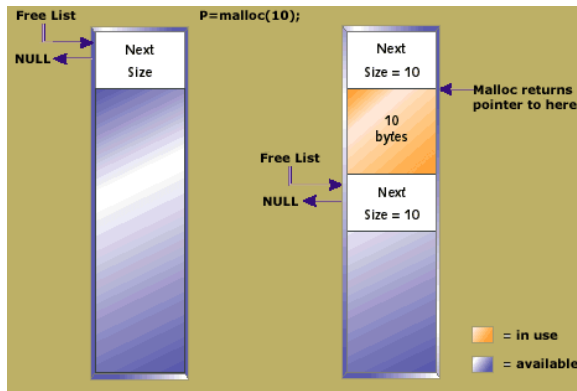 Free List
P=malloc(10);
NULL
Next
Size
Next
Size = 10
Malloc returns
pointer to here
10
bytes
Free List
NULL
Next
Size = 10
= in use
= available